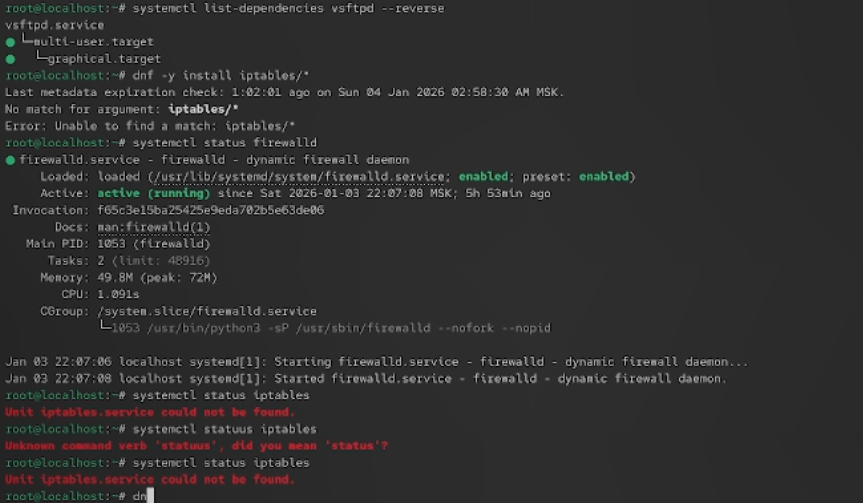 root@localhost:~# systemctl list-dependencies vsftpd --reverse
vsftpd.service
● └─multi-user.target
●   └─graphical.target
root@localhost:~# dnf -y install iptables/*
Last metadata expiration check: 1:02:01 ago on Sun 04 Jan 2026 02:58:30 AM MSK.
No match for argument: iptables/*
Error: Unable to find a match: iptables/*
root@localhost:~# systemctl status firewalld
● firewalld.service - firewalld - dynamic firewall daemon
Loaded: loaded (/usr/lib/systemd/system/firewalld.service; enabled; preset: enabled)
Active: active (running) since Sat 2026-01-03 22:07:08 MSK; 5h 53min ago
Invocation: f65c3e15ba25425e9eda702b5e63de06
Docs: man:firewalld(1)
Main PID: 1053 (firewalld)
Tasks: 2 (limit: 48916)
Memory: 49.8M (peak: 72M)
CPU: 1.091s
CGroup: /system.slice/firewalld.service
└─1053 /usr/bin/python3 -sP /usr/sbin/firewalld --nofork --nopid
Jan 03 22:07:06 localhost systemd[1]: Starting firewalld.service - firewalld - dynamic firewall daemon...
Jan 03 22:07:08 localhost systemd[1]: Started firewalld.service - firewalld - dynamic firewall daemon.
root@localhost:~# systemctl status iptables
Unit iptables.service could not be found.
root@localhost:~# systemctl statuus iptables
Unknown command verb 'statuus', did you mean 'status'?
root@localhost:~# systemctl status iptables
Unit iptables.service could not be found.
root@localhost:~# dn